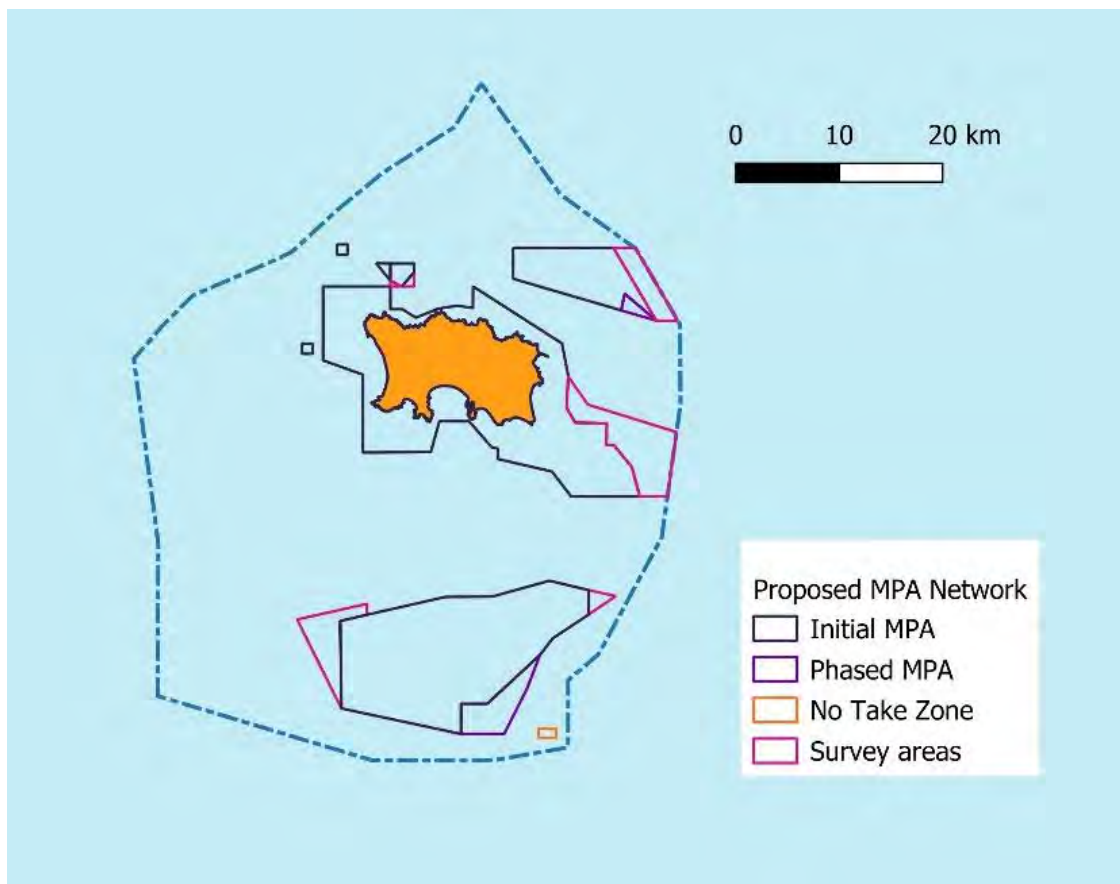 0 10 20 km
Proposed MPA Network
Initial MPA
Phased MPA
No Take Zone
Survey areas